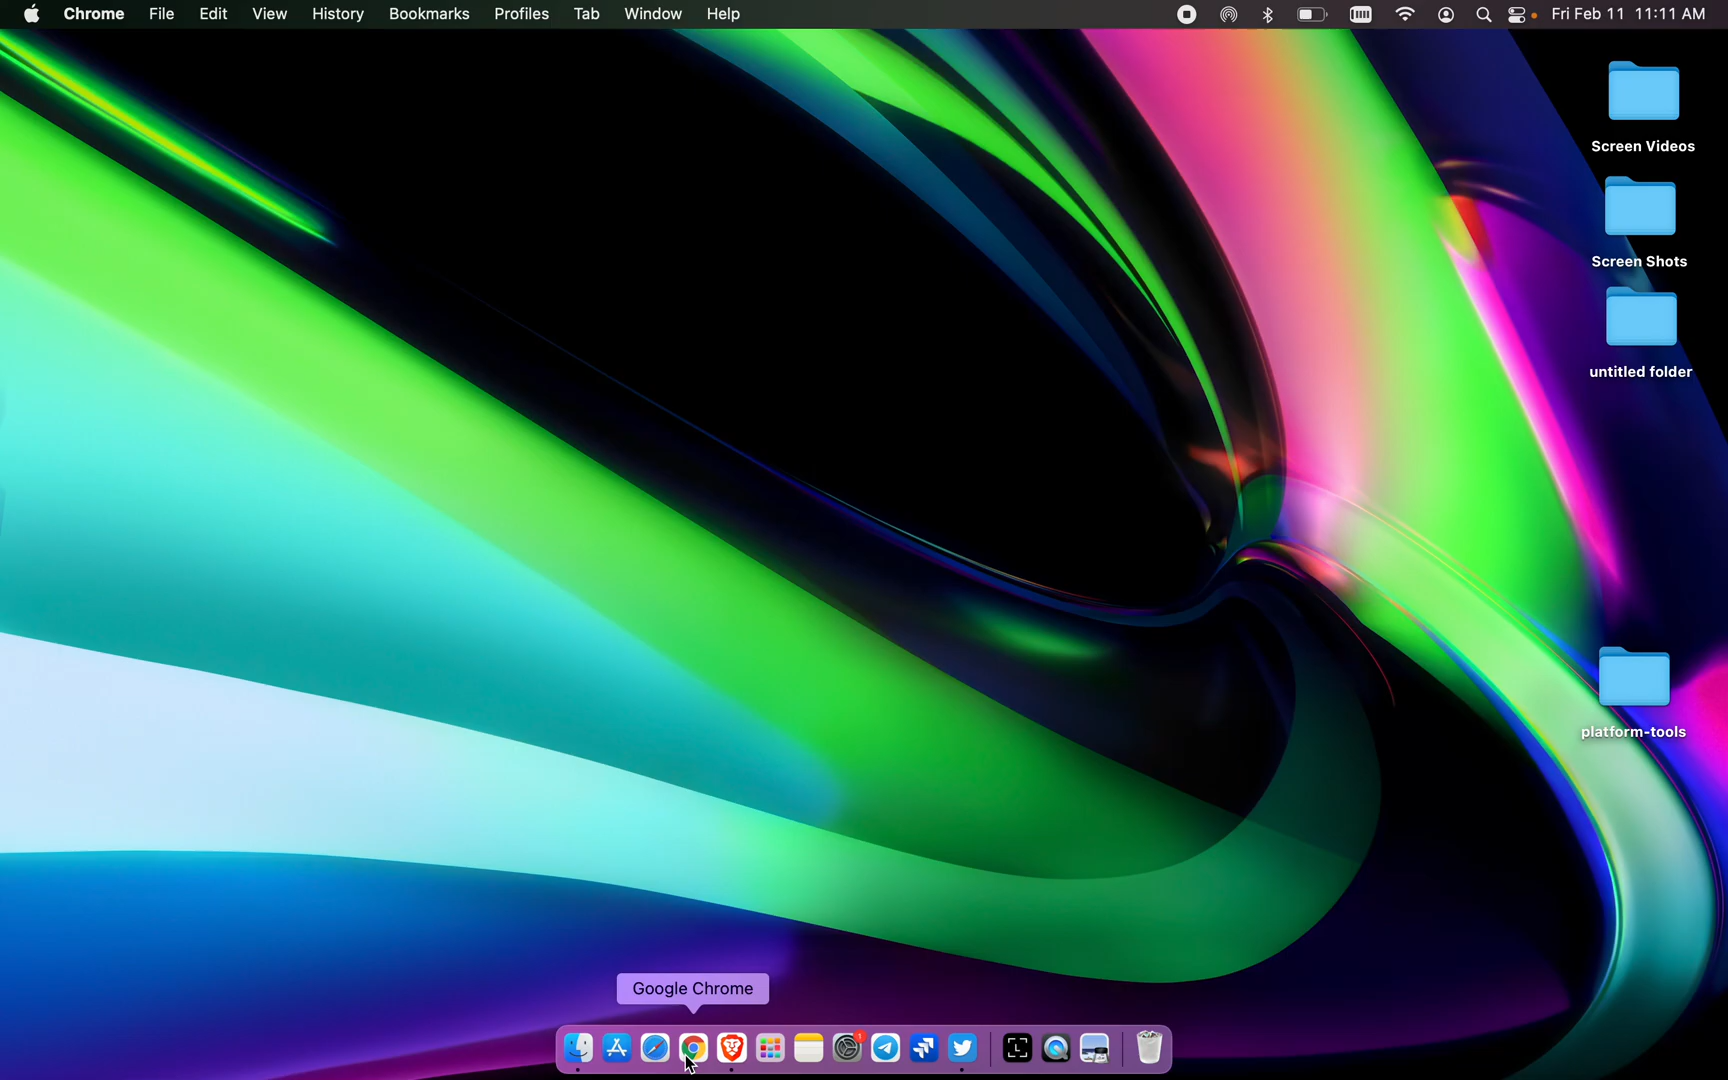 Chrome File Edit View History Bookmarks Profiles Tab Window Help Fri Feb 11 11:11 AM
Screen Videos
Screen Shots
untitled folder
platform-tools
Google Chrome
1